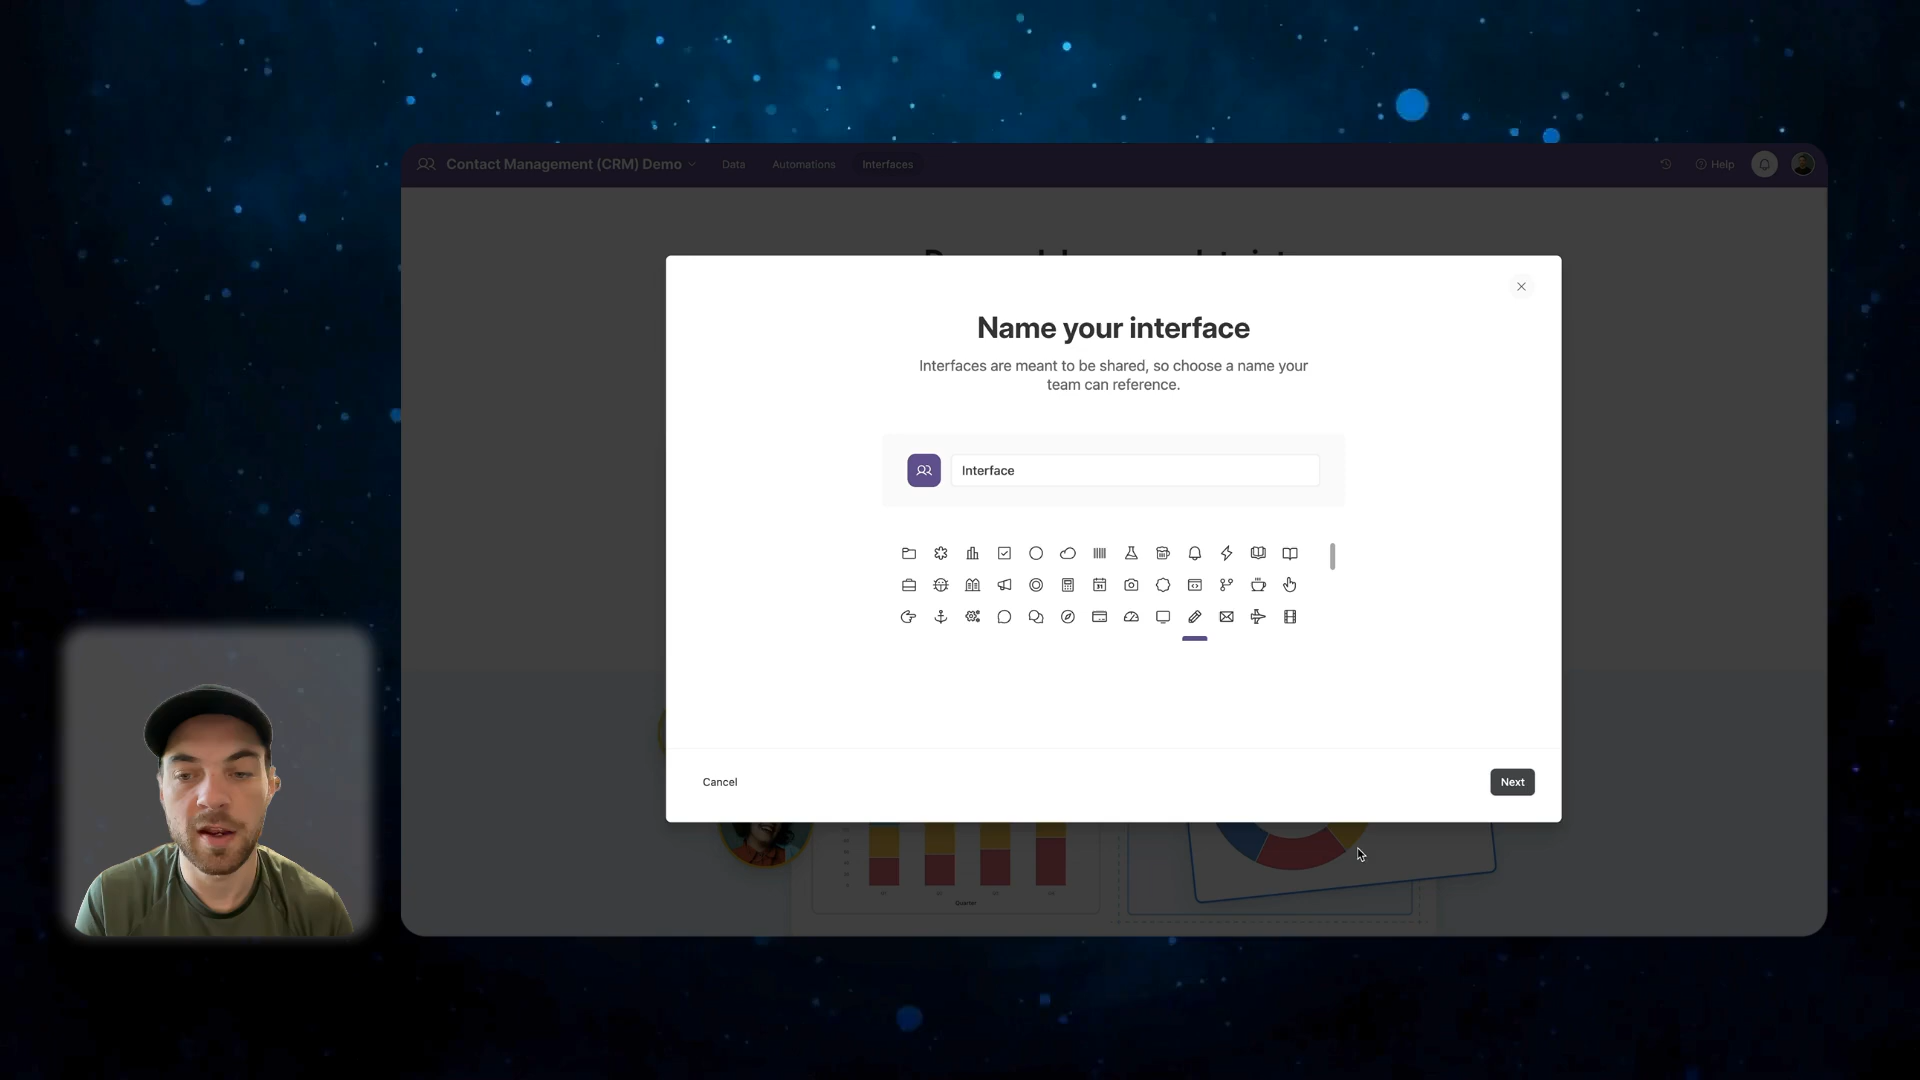 Contact Management (CRM) Demo
Data
Automations
Interfaces
Help
Name your interface
Interfaces are meant to be shared, so choose a name your
team can reference.
Interface
Cancel
Next
Quarter